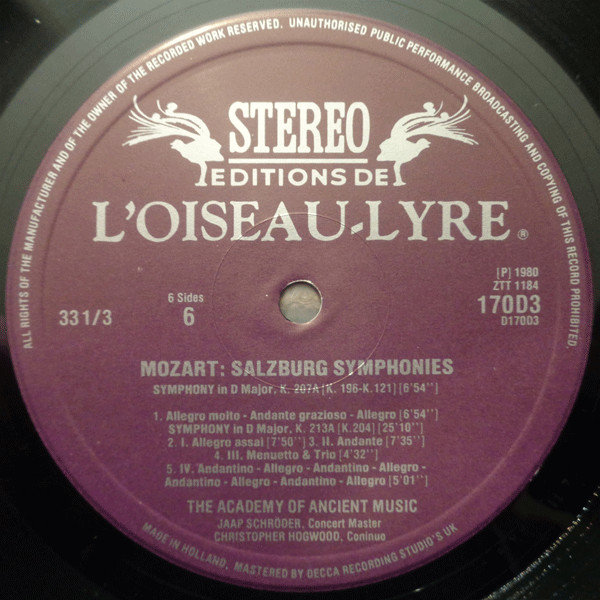 ALL RIGHTS OF THE MANUFACTURER AND OF THE OWNER OF THE RECORDED WORK RESERVED. UNAUTHORISED PUBLIC PERFORMANCE BROADCASTING AND COPYING OF THIS RECORD PROHIBITED.
STEREO
EDITIONS DE
L'OISEAU-LYRE ®
[P] 1980
ZTT 1184
33 1/3
6 Sides
6
170D3
D170D3
MOZART: SALZBURG SYMPHONIES
SYMPHONY in D Major, K. 207A [K. 196-K.121] [6'54'']
1. Allegro molto - Andante grazioso - Allegro [6'54'']
SYMPHONY in D Major, K. 213A [K.204] [25'10'']
2. I. Allegro assai [7'50''] 3. II. Andante [7'35'']
4. III. Menuetto & Trio [4'32'']
5. IV. Andantino - Allegro - Andantino - Allegro -
Andantino - Allegro - Andantino - Allegro [5'01'']
THE ACADEMY OF ANCIENT MUSIC
JAAP SCHRÖDER, Concert Master
CHRISTOPHER HOGWOOD, Coninuo
MADE IN HOLLAND, MASTERED BY DECCA RECORDING STUDIO'S UK